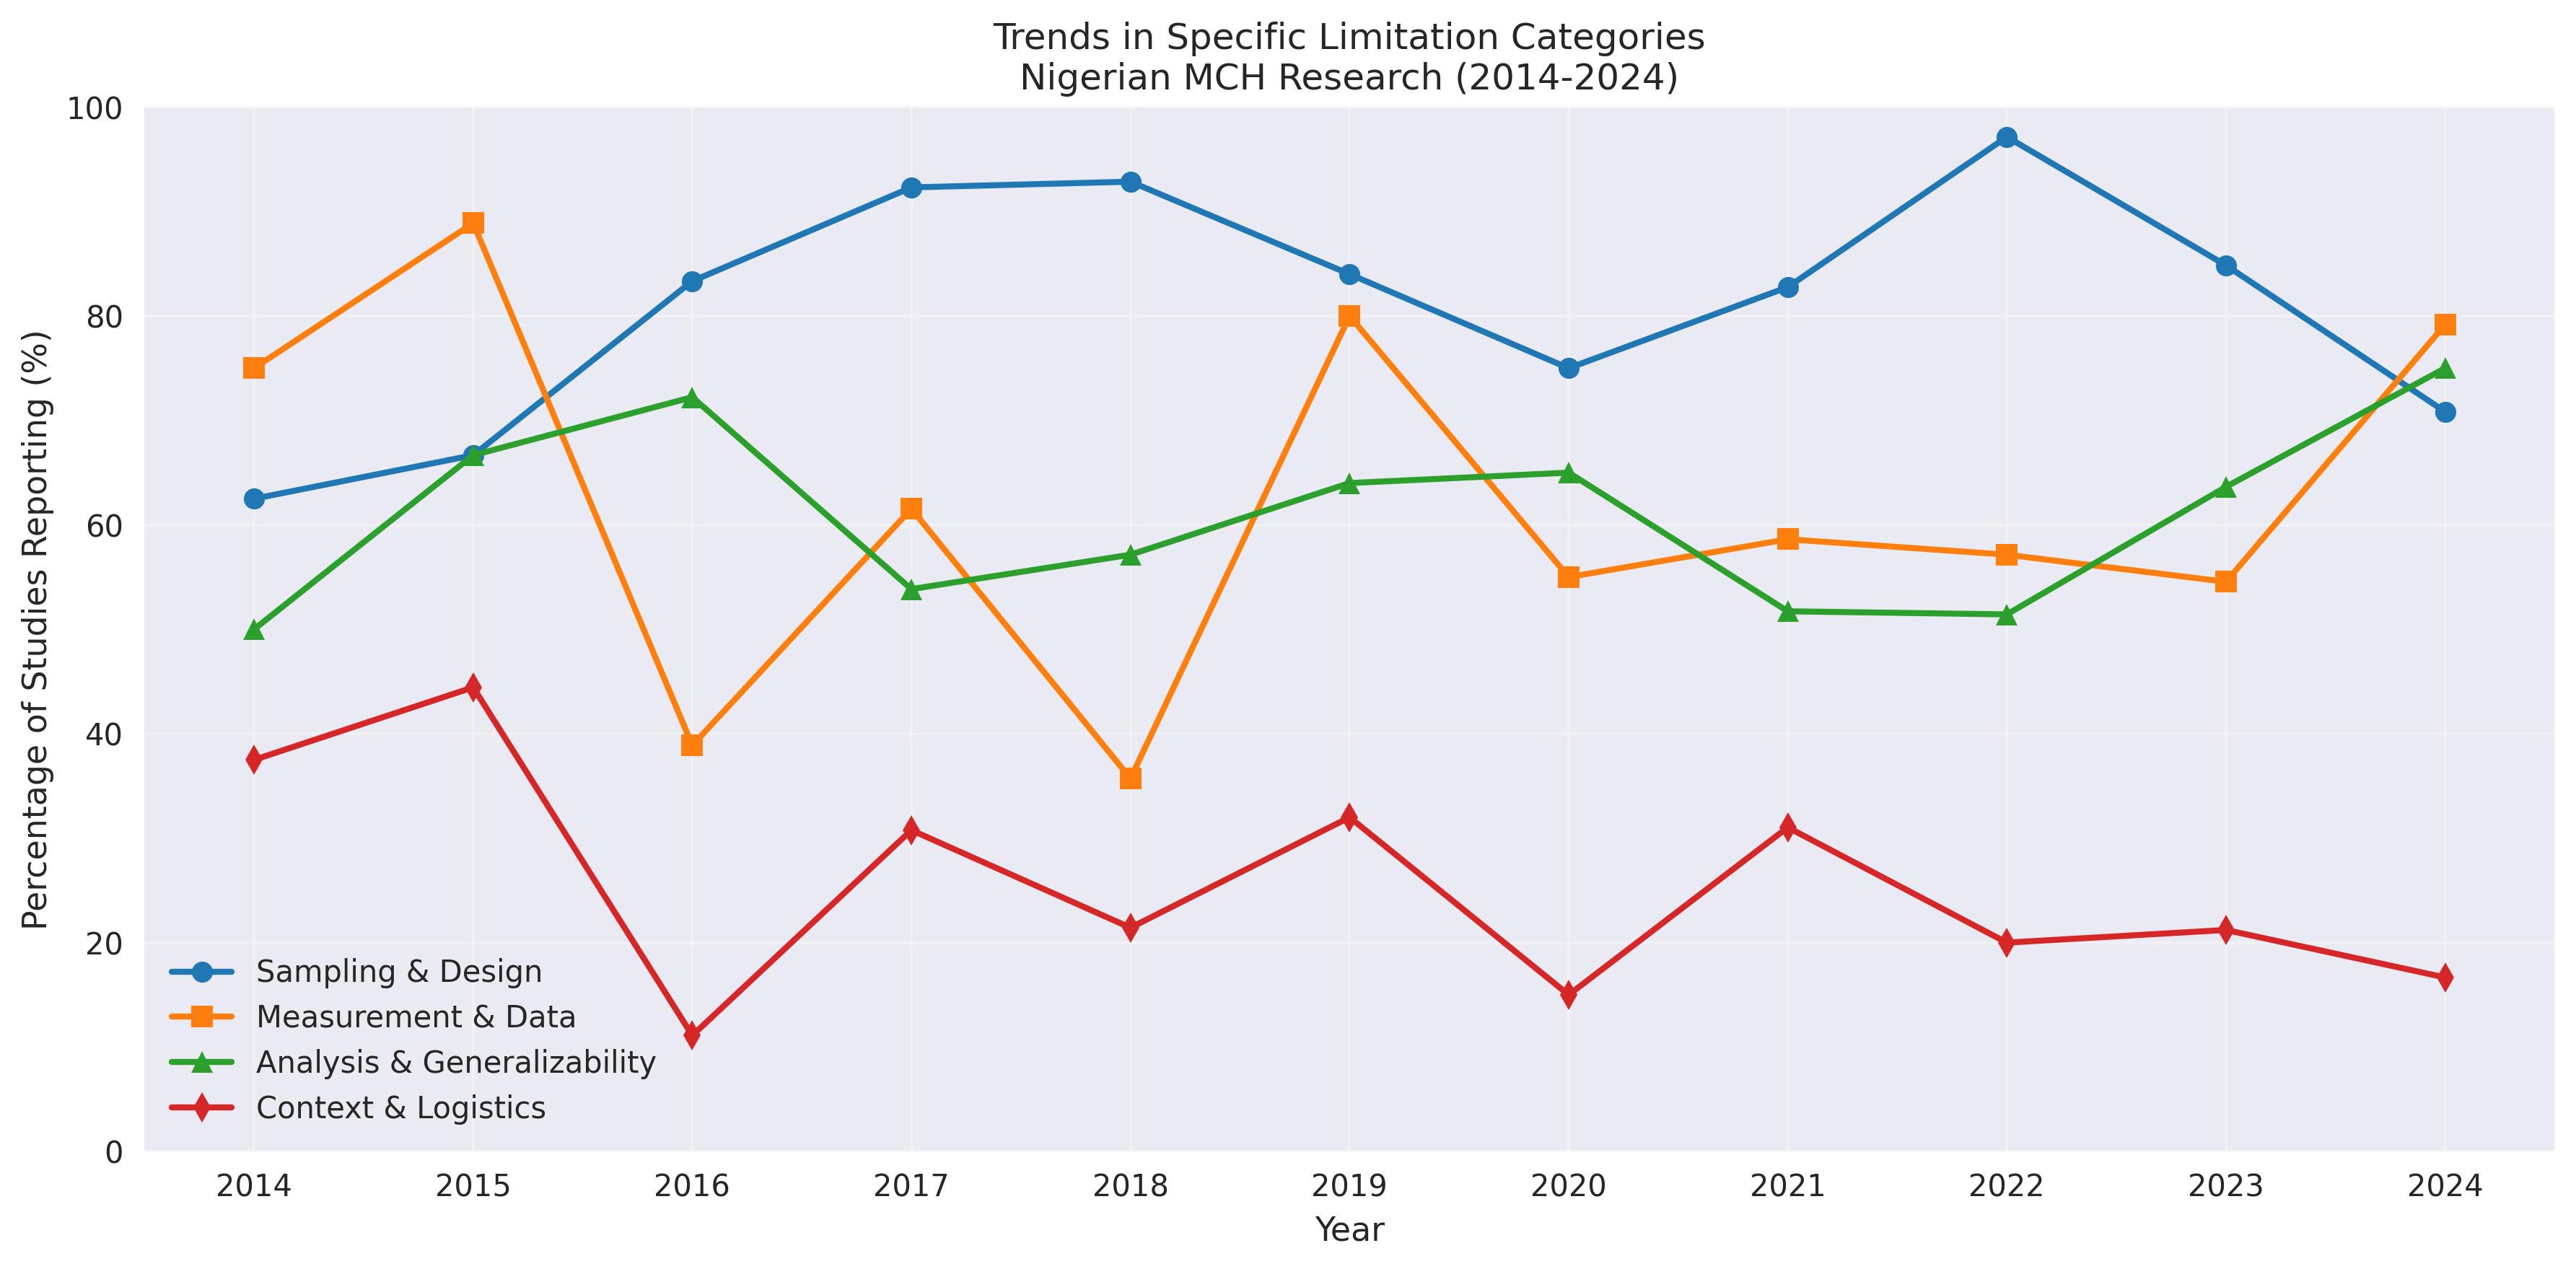 Trends in Specific Limitation Categories
Nigerian MCH Research (2014-2024)
Percentage of Studies Reporting (%)
100
80
60
40
20
0
Sampling & Design
Measurement & Data
Analysis & Generalizability
Context & Logistics
2014 2015 2016 2017 2018 2019 2020 2021 2022 2023 2024
Year